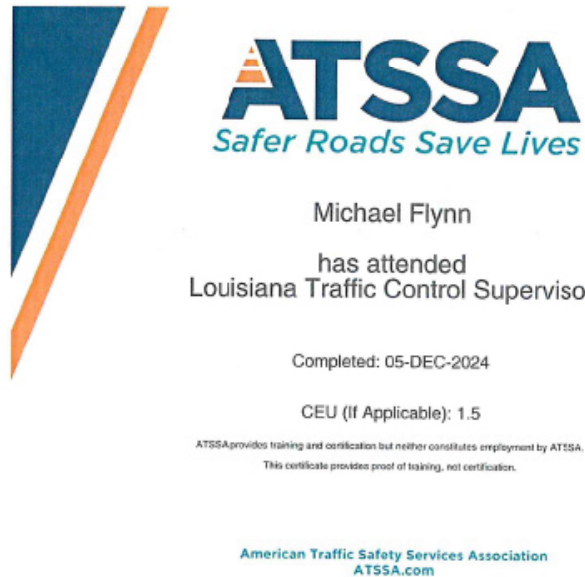 ATSSA
Safer Roads Save Lives
Michael Flynn
has attended
Louisiana Traffic Control Superviso
Completed: 05-DEC-2024
CEU (If Applicable): 1.5
ATSSA provides training and certification but neither constitutes employment by ATSSA.
This certificate provides proof of training, not certification.
American Traffic Safety Services Association
ATSSA.com